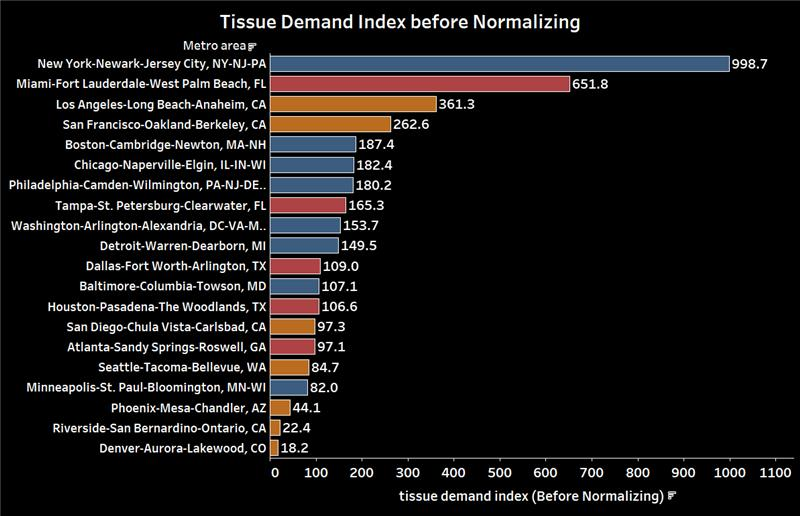 Tissue Demand Index before Normalizing
Metro area
New York-Newark-Jersey City, NY-NJ-PA 998.7
Miami-Fort Lauderdale-West Palm Beach, FL 651.8
Los Angeles-Long Beach-Anaheim, CA 361.3
San Francisco-Oakland-Berkeley, CA 262.6
Boston-Cambridge-Newton, MA-NH 187.4
Chicago-Naperville-Elgin, IL-IN-WI 182.4
Philadelphia-Camden-Wilmington, PA-NJ-DE.. 180.2
Tampa-St. Petersburg-Clearwater, FL 165.3
Washington-Arlington-Alexandria, DC-VA-M.. 153.7
Detroit-Warren-Dearborn, MI 149.5
Dallas-Fort Worth-Arlington, TX 109.0
Baltimore-Columbia-Towson, MD 107.1
Houston-Pasadena-The Woodlands, TX 106.6
San Diego-Chula Vista-Carlsbad, CA 97.3
Atlanta-Sandy Springs-Roswell, GA 97.1
Seattle-Tacoma-Bellevue, WA 84.7
Minneapolis-St. Paul-Bloomington, MN-WI 82.0
Phoenix-Mesa-Chandler, AZ 44.1
Riverside-San Bernardino-Ontario, CA 22.4
Denver-Aurora-Lakewood, CO 18.2
0 100 200 300 400 500 600 700 800 900 1000 1100
tissue demand index (Before Normalizing)